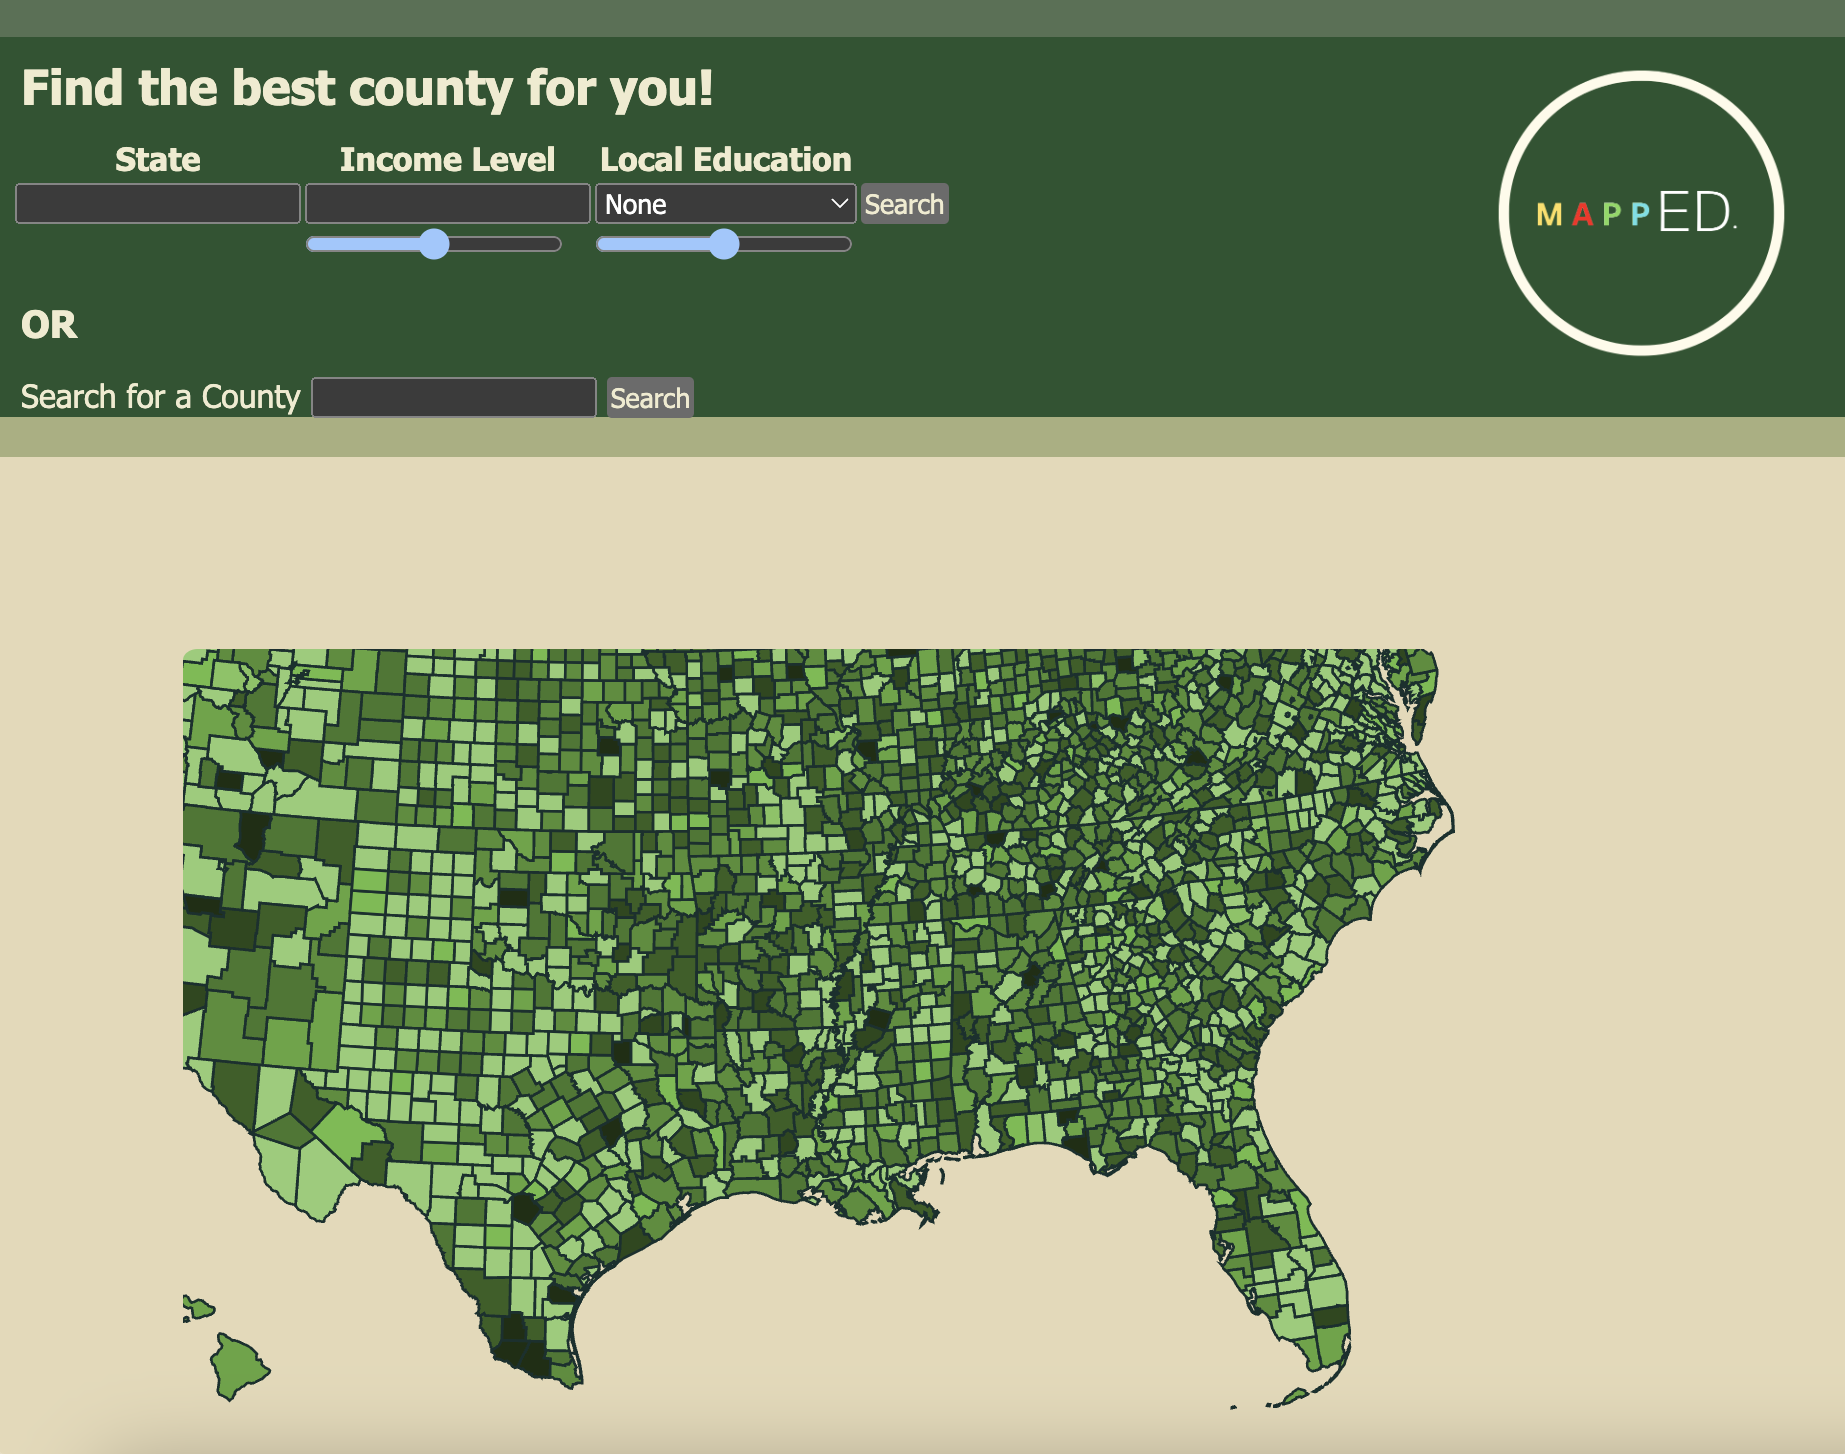 Find the best county for you!
State Income Level Local Education
None Search
OR
Search for a County Search
MAPPED.